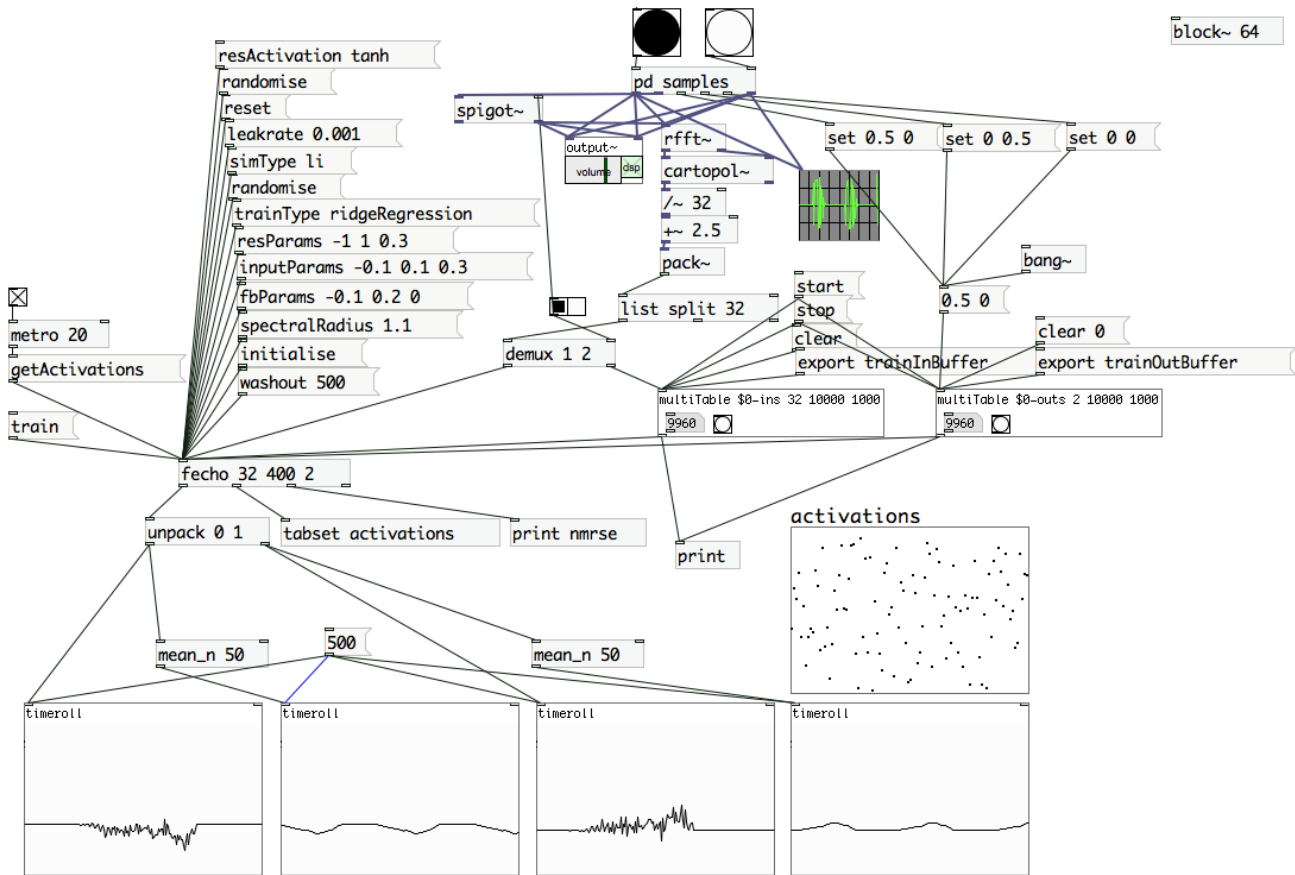 block~ 64
resActivation tanh
randomise
reset
leakrate 0.001
simType li
randomise
trainType ridgeRegression
resParams -1 1 0.3
inputParams -0.1 0.1 0.3
fbParams -0.1 0.2 0
spectralRadius 1.1
initialise
washout 500
metro 20
getActivations
train
pd samples
spigot~
output~
volume
dsp
rfft~
cartopol~
/~ 32
+~ 2.5
pack~
list split 32
demux 1 2
set 0.5 0
set 0 0.5
set 0 0
bang~
0.5 0
start
stop
clear
export trainInBuffer
clear 0
export trainOutBuffer
multiTable $0-ins 32 10000 1000
9960
multiTable $0-outs 2 10000 1000
9960
fecho 32 400 2
unpack 0 1
tabset activations
print nmrse
print
activations
mean_n 50
500
mean_n 50
timeroll
timeroll
timeroll
timeroll